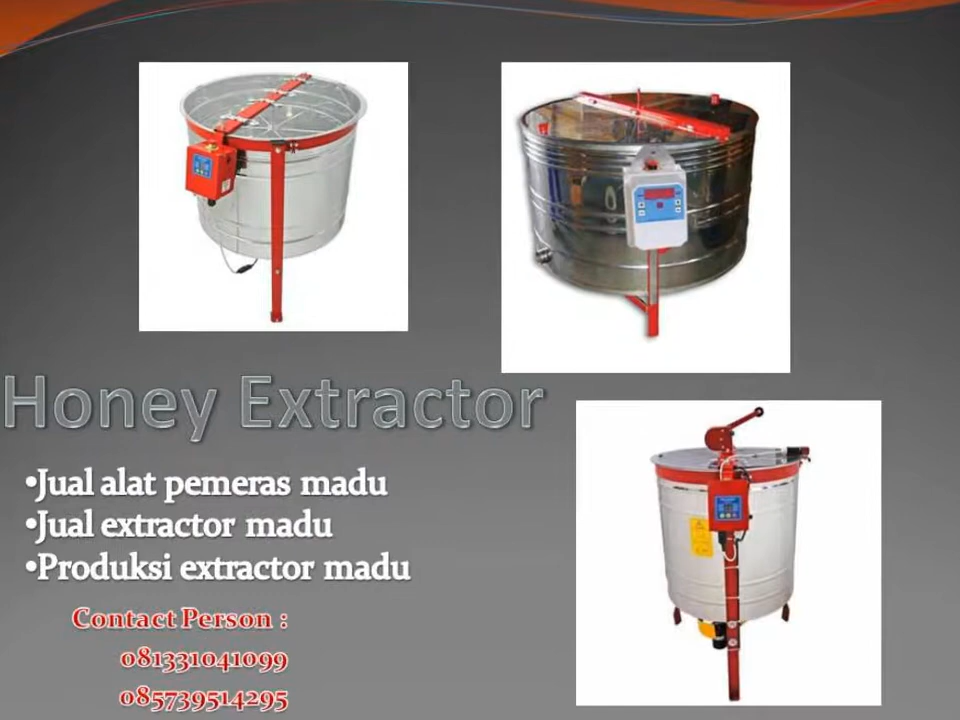 Honey Extractor
•Jual alat pemeras madu
•Jual extractor madu
•Produksi extractor madu
Contact Person :
081331041099
085739514295